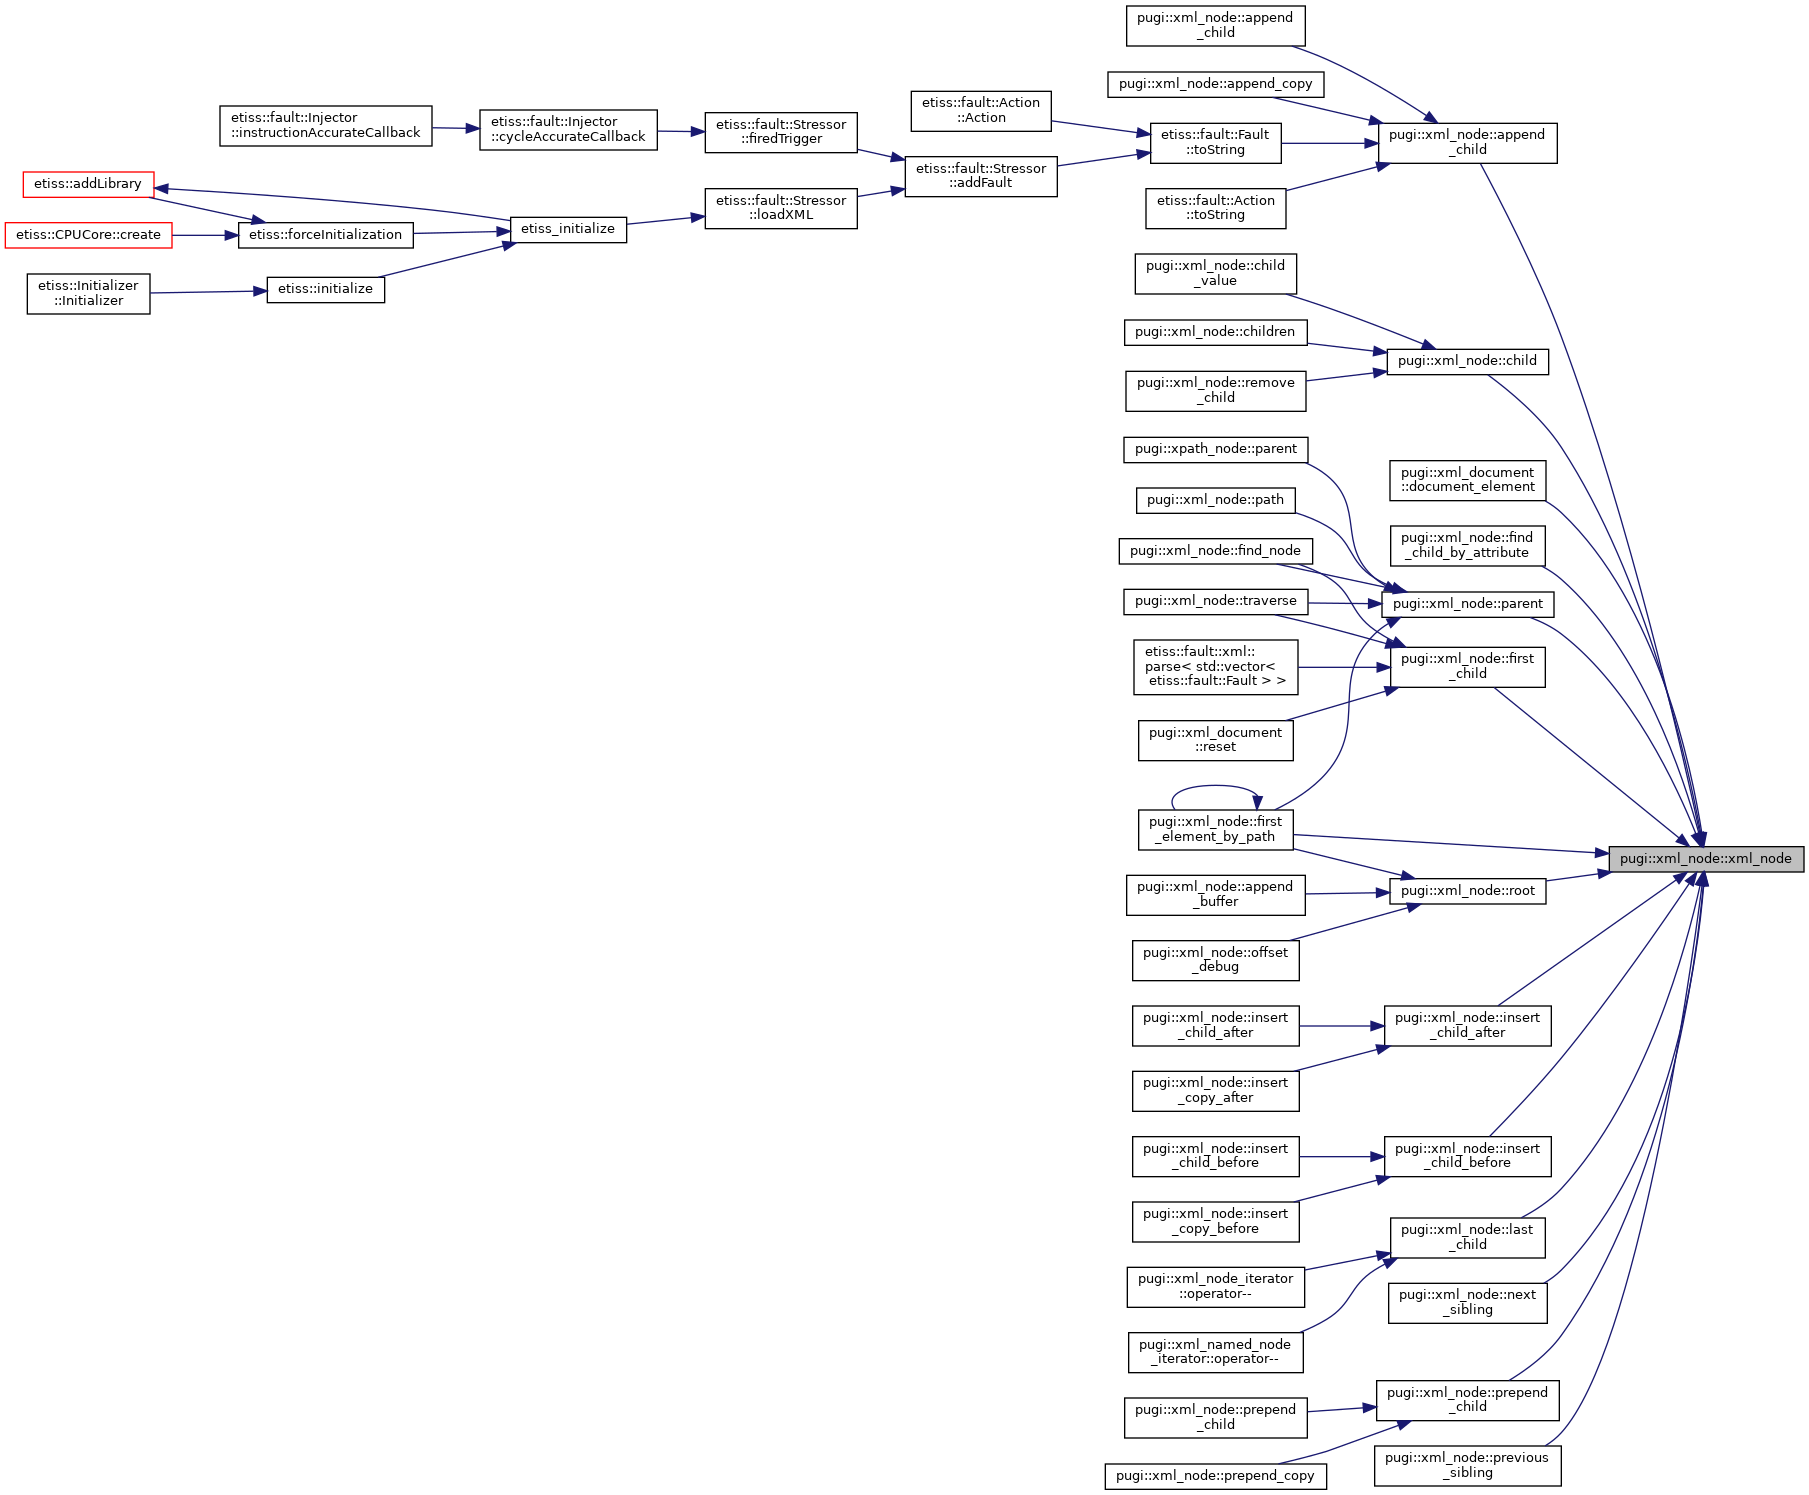 pugi::xml_node::append
_child
pugi::xml_node::append_copy
etiss::fault::Action
::Action
etiss::fault::Injector
::instructionAccurateCallback
etiss::fault::Injector
::cycleAccurateCallback
etiss::fault::Stressor
::firedTrigger
etiss::fault::Fault
::toString
pugi::xml_node::append
_child
etiss::fault::Stressor
::addFault
etiss::addLibrary
etiss::fault::Stressor
::loadXML
etiss::fault::Action
::toString
etiss::CPUCore::create
etiss::forceInitialization
etiss_initialize
etiss::Initializer
::Initializer
etiss::initialize
pugi::xml_node::child
_value
pugi::xml_node::children
pugi::xml_node::child
pugi::xml_node::remove
_child
pugi::xpath_node::parent
pugi::xml_document
::document_element
pugi::xml_node::path
pugi::xml_node::find
_child_by_attribute
pugi::xml_node::find_node
pugi::xml_node::traverse
pugi::xml_node::parent
etiss::fault::xml::
parse< std::vector<
etiss::fault::Fault > >
pugi::xml_node::first
_child
pugi::xml_document
::reset
pugi::xml_node::first
_element_by_path
pugi::xml_node::xml_node
pugi::xml_node::append
_buffer
pugi::xml_node::root
pugi::xml_node::offset
_debug
pugi::xml_node::insert
_child_after
pugi::xml_node::insert
_child_after
pugi::xml_node::insert
_copy_after
pugi::xml_node::insert
_child_before
pugi::xml_node::insert
_child_before
pugi::xml_node::insert
_copy_before
pugi::xml_node::last
_child
pugi::xml_node_iterator
::operator--
pugi::xml_node::next
_sibling
pugi::xml_named_node
_iterator::operator--
pugi::xml_node::prepend
_child
pugi::xml_node::prepend
_child
pugi::xml_node::previous
_sibling
pugi::xml_node::prepend_copy